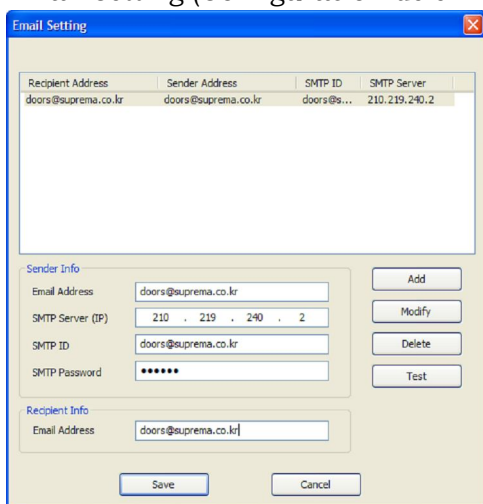 Email Setting
Recipient Address Sender Address SMTP ID SMTP Server
doors@suprema.co.kr doors@suprema.co.kr doors@s... 210.219.240.2
Sender Info
Email Address doors@suprema.co.kr
SMTP Server (IP) 210 . 219 . 240 . 2
SMTP ID doors@suprema.co.kr
SMTP Password ••••••
Add
Modify
Delete
Test
Recipient Info
Email Address doors@suprema.co.kr
Save Cancel